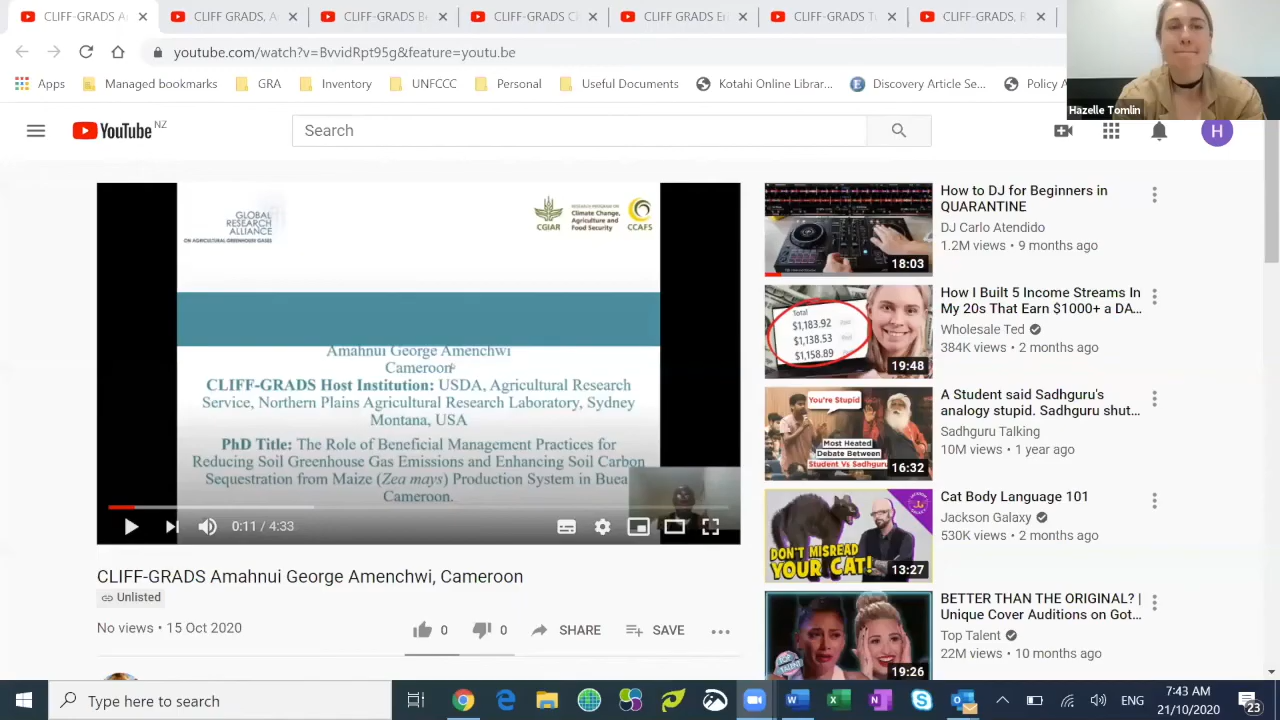 CLIFF-GRADS A
CLIFF GRADS, A
CLIFF-GRADS B
CLIFF-GRADS C
CLIFF GRADS
CLIFF-GRADS T
CLIFF-GRADS, R
youtube.com/watch?v=BvvidRpt95g&feature=youtu.be
Apps
Managed bookmarks
GRA
Inventory
UNFCCC
Personal
Useful Documents
Kotahi Online Librar...
Discovery Article Se...
Policy A
Hazelle Tomlin
YouTube NZ
Search
H
GLOBAL
RESEARCH
ALLIANCE
ON AGRICULTURAL GREENHOUSE GASES
CGIAR
RESEARCH PROGRAM ON
Climate Change,
Agriculture and
Food Security
CCAFS
Amahnui George Amenchwi
Cameroon
CLIFF-GRADS Host Institution: USDA, Agricultural Research
Service, Northern Plains Agricultural Research Laboratory, Sydney
Montana, USA
PhD Title: The Role of Beneficial Management Practices for
Reducing Soil Greenhouse Gas Emissions and Enhancing Soil Carbon
Sequestration in Maize
Production System in Buea
Cameroon.
0:11 / 4:33
CLIFF-GRADS Amahnui George Amenchwi, Cameroon
Unlisted
No views • 15 Oct 2020
0
0
SHARE
SAVE
18:03
How to DJ for Beginners in
QUARANTINE
DJ Carlo Atendido
1.2M views • 9 months ago
Total
$1,183.92
$1,138.53
$1,158.89
19:48
How I Built 5 Income Streams In
My 20s That Earn $1000+ a DA...
Wholesale Ted
384K views • 2 months ago
You're Stupid
Most Heated
Debate Between
Student Vs Sadhguru
16:32
A Student said Sadhguru's
analogy stupid. Sadhguru shut...
Sadhguru Talking
10M views • 1 year ago
DON'T MISREAD
YOUR CAT!
13:27
Cat Body Language 101
Jackson Galaxy
530K views • 2 months ago
TOP
TALENT
19:26
BETTER THAN THE ORIGINAL? |
Unique Cover Auditions on Got...
Top Talent
22M views • 10 months ago
Type here to search
ENG
7:43 AM
21/10/2020
23